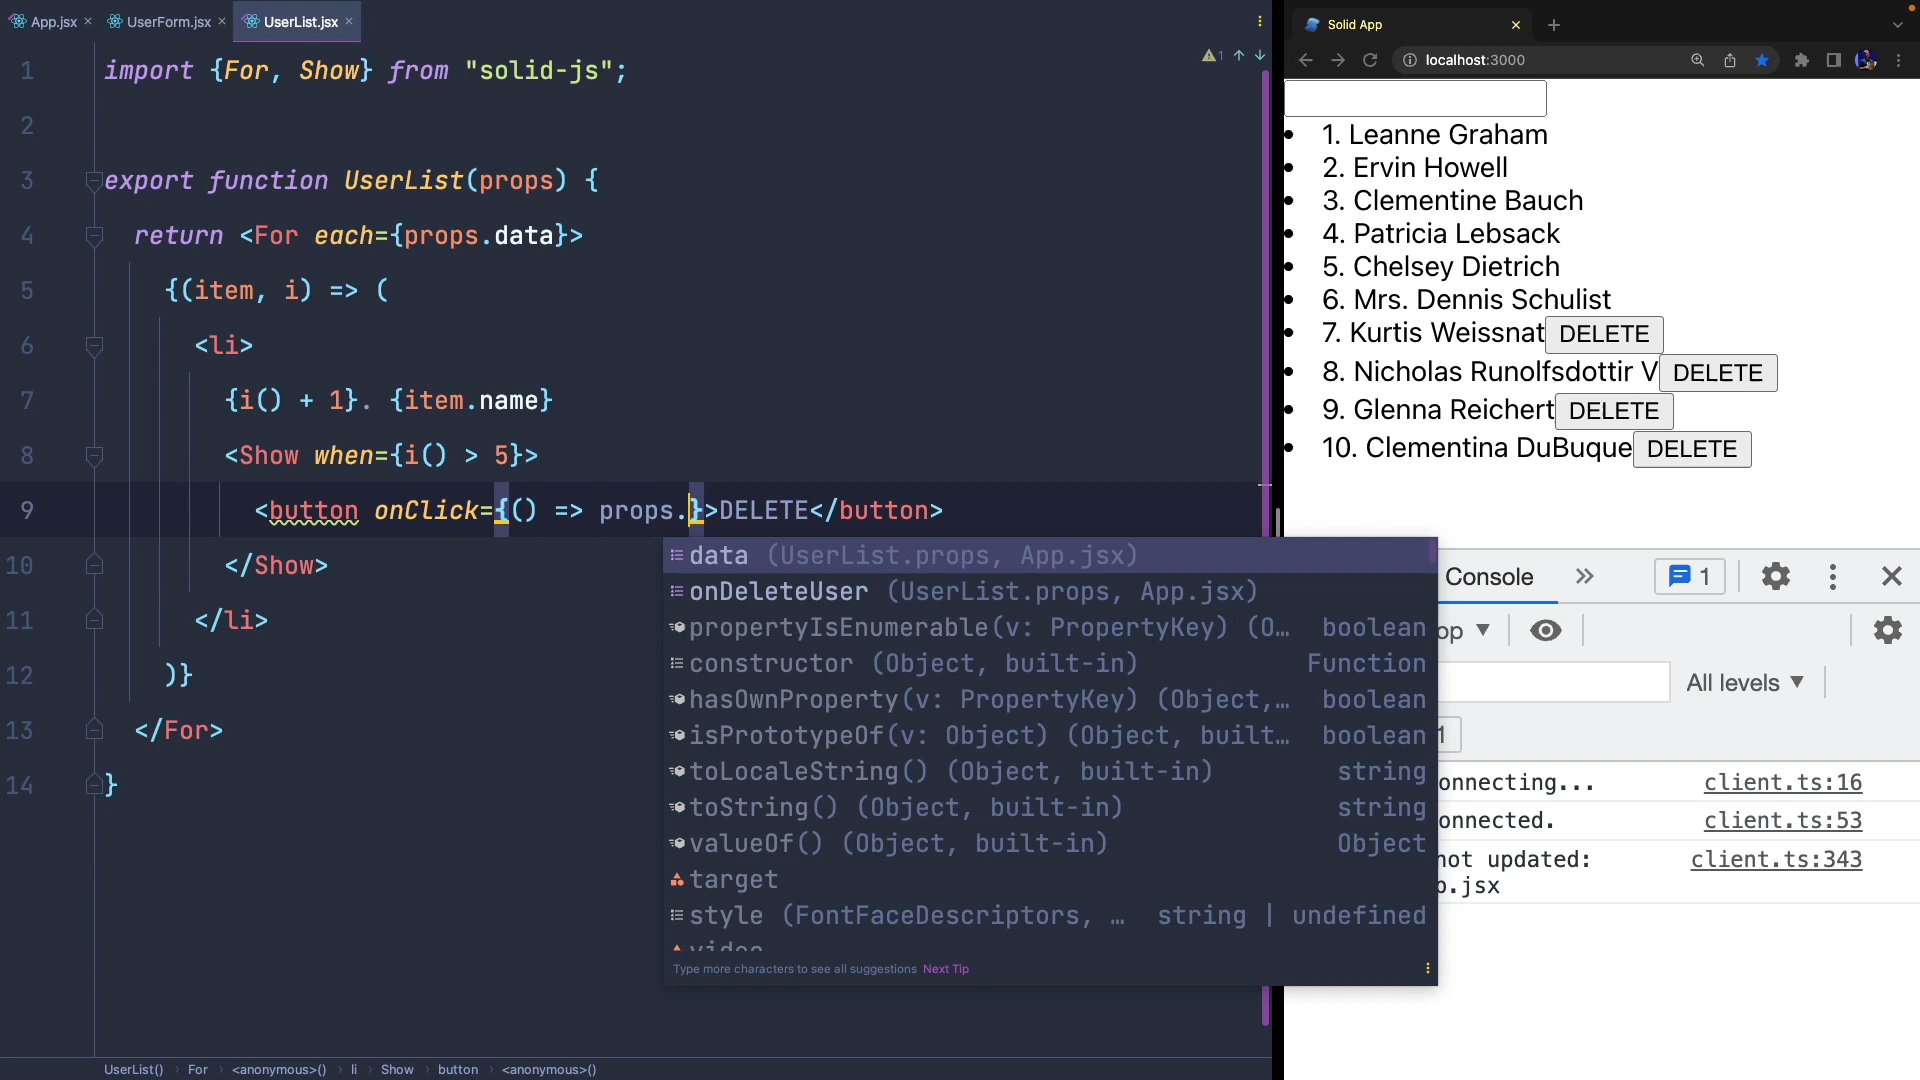 App.jsx UserForm.jsx UserList.jsx
1
1 import {For, Show} from "solid-js";
2
3 export function UserList(props) {
4 return <For each={props.data}>
5 {(item, i) => (
6 <li>
7 {i() + 1}. {item.name}
8 <Show when={i() > 5}>
9 <button onClick={() => props.}>DELETE</button>
10 </Show>
11 </li>
12 )}
13 </For>
14 }
data (UserList.props, App.jsx)
onDeleteUser (UserList.props, App.jsx)
propertyIsEnumerable(v: PropertyKey) (O… boolean
constructor (Object, built-in) Function
hasOwnProperty(v: PropertyKey) (Object,… boolean
isPrototypeOf(v: Object) (Object, built… boolean
toLocaleString() (Object, built-in) string
toString() (Object, built-in) string
valueOf() (Object, built-in) Object
target
style (FontFaceDescriptors, … string | undefined
Type more characters to see all suggestions Next Tip
UserList() For <anonymous>() li Show button <anonymous>()
Solid App
localhost:3000
1. Leanne Graham
2. Ervin Howell
3. Clementine Bauch
4. Patricia Lebsack
5. Chelsey Dietrich
6. Mrs. Dennis Schulist
7. Kurtis Weissnat DELETE
8. Nicholas Runolfsdottir V DELETE
9. Glenna Reichert DELETE
10. Clementina DuBuque DELETE
Console 1
op
All levels
1
onnecting... client.ts:16
onnected. client.ts:53
not updated: client.ts:343
p.jsx